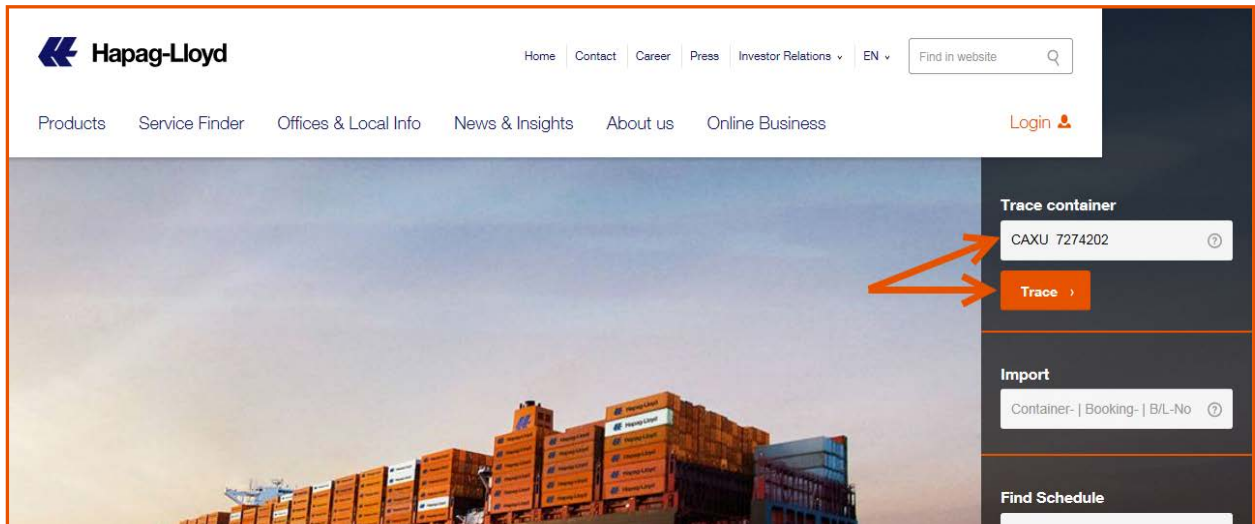 Hapag-Lloyd
Home Contact Career Press Investor Relations EN Find in website
Products Service Finder Offices & Local Info News & Insights About us Online Business Login
Trace container
CAXU 7274202
Trace
Import
Container- | Booking- | B/L-No
Find Schedule